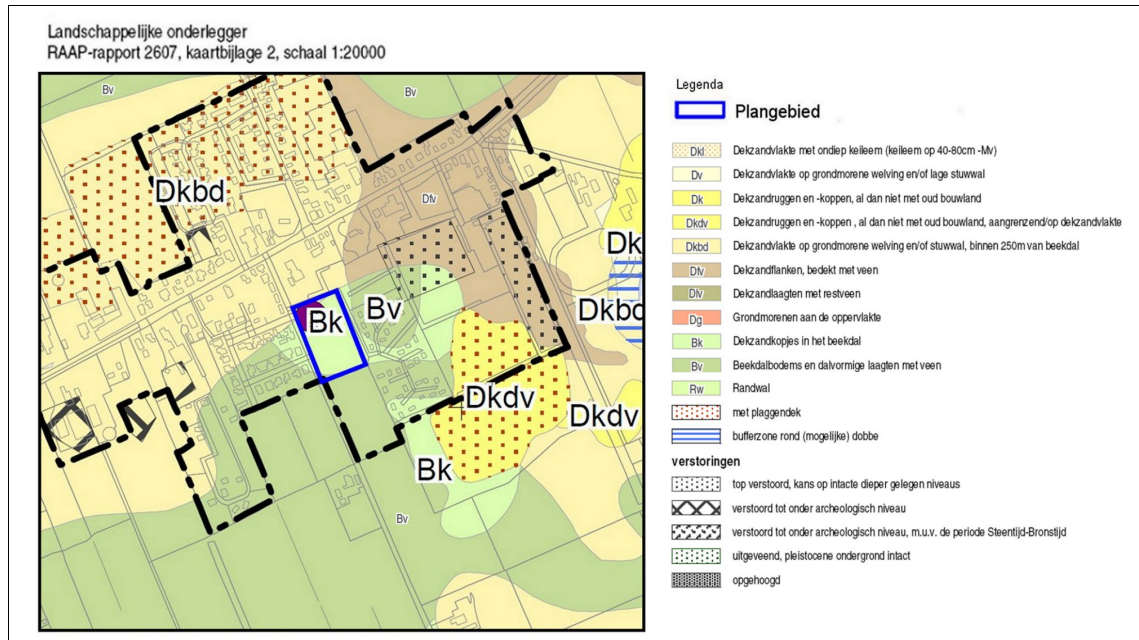 Landschappelijke onderlegger
RAAP-rapport 2607, kaartbijlage 2, schaal 1:20000
Bv
Bv
Dkbd
Dfv
Dk
Dkbd
Bk
Bv
Dkdv
Dkdv
Bk
Bv
Legenda
Plangebied
Dkl Dekzandvlakte met ondiep keileem (keileem op 40-80cm -Mv)
Dv Dekzandvlakte op grondmorene welving en/of lage stuwwal
Dk Dekzandruggen en -koppen, al dan niet met oud bouwland
Dkdv Dekzandruggen en -koppen , al dan niet met oud bouwland, aangrenzend/op dekzandvlakte
Dkbd Dekzandvlakte op grondmorene welving en/of stuwwal, binnen 250m van beekdal
Dfv Dekzandflanken, bedekt met veen
Dlv Dekzandlaagten met restveen
Dg Grondmorenen aan de oppervlakte
Bk Dekzandkopjes in het beekdal
Bv Beekdalbodems en dalvormige laagten met veen
Rw Randwal
met plaggendek
bufferzone rond (mogelijke) dobbe
verstoringen
top verstoord, kans op intacte dieper gelegen niveaus
verstoord tot onder archeologisch niveau
verstoord tot onder archeologisch niveau, m.u.v. de periode Steentijd-Bronstijd
uitgeveend, pleistocene ondergrond intact
opgehoogd